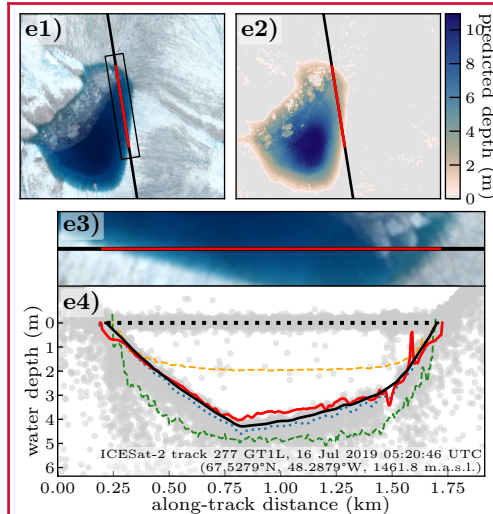 e1)
e2)
10
8
6
4
2
0
predicted depth (m)
e3)
e4)
0
1
2
3
4
5
6
water depth (m)
ICESat-2 track 277 GT1L, 16 Jul 2019 05:20:46 UTC
(67.5279°N, 48.2879°W, 1461.8 m.a.s.l.)
0.00 0.25 0.50 0.75 1.00 1.25 1.50 1.75
along-track distance (km)